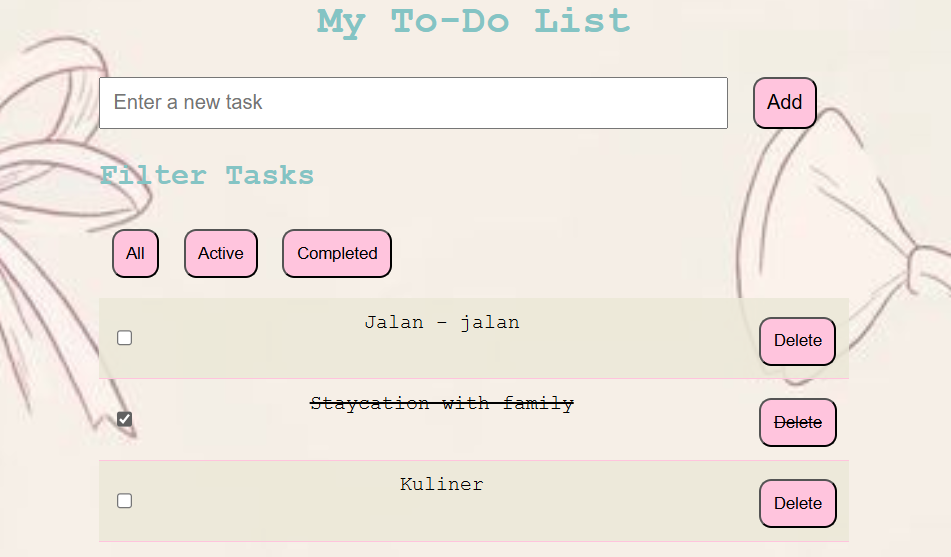 My To-Do List
Enter a new task
Add
Filter Tasks
All
Active
Completed
Jalan - jalan
Delete
Staycation with family
Delete
Kuliner
Delete